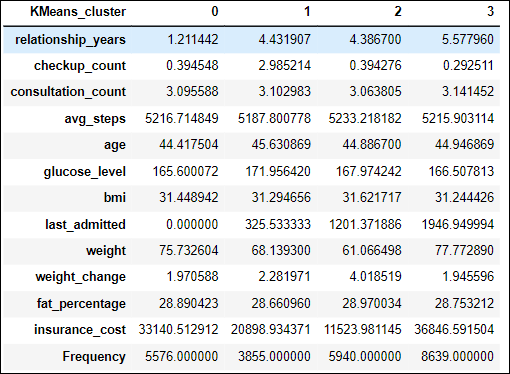 KMeans_cluster 0 1 2 3
relationship_years 1.211442 4.431907 4.386700 5.577960
checkup_count 0.394548 2.985214 0.394276 0.292511
consultation_count 3.095588 3.102983 3.063805 3.141452
avg_steps 5216.714849 5187.800778 5233.218182 5215.903114
age 44.417504 45.630869 44.886700 44.946869
glucose_level 165.600072 171.956420 167.974242 166.507813
bmi 31.448942 31.294656 31.621717 31.244426
last_admitted 0.000000 325.533333 1201.371886 1946.949994
weight 75.732604 68.139300 61.066498 77.772890
weight_change 1.970588 2.281971 4.018519 1.945596
fat_percentage 28.890423 28.660960 28.970034 28.753212
insurance_cost 33140.512912 20898.934371 11523.981145 36846.591504
Frequency 5576.000000 3855.000000 5940.000000 8639.000000